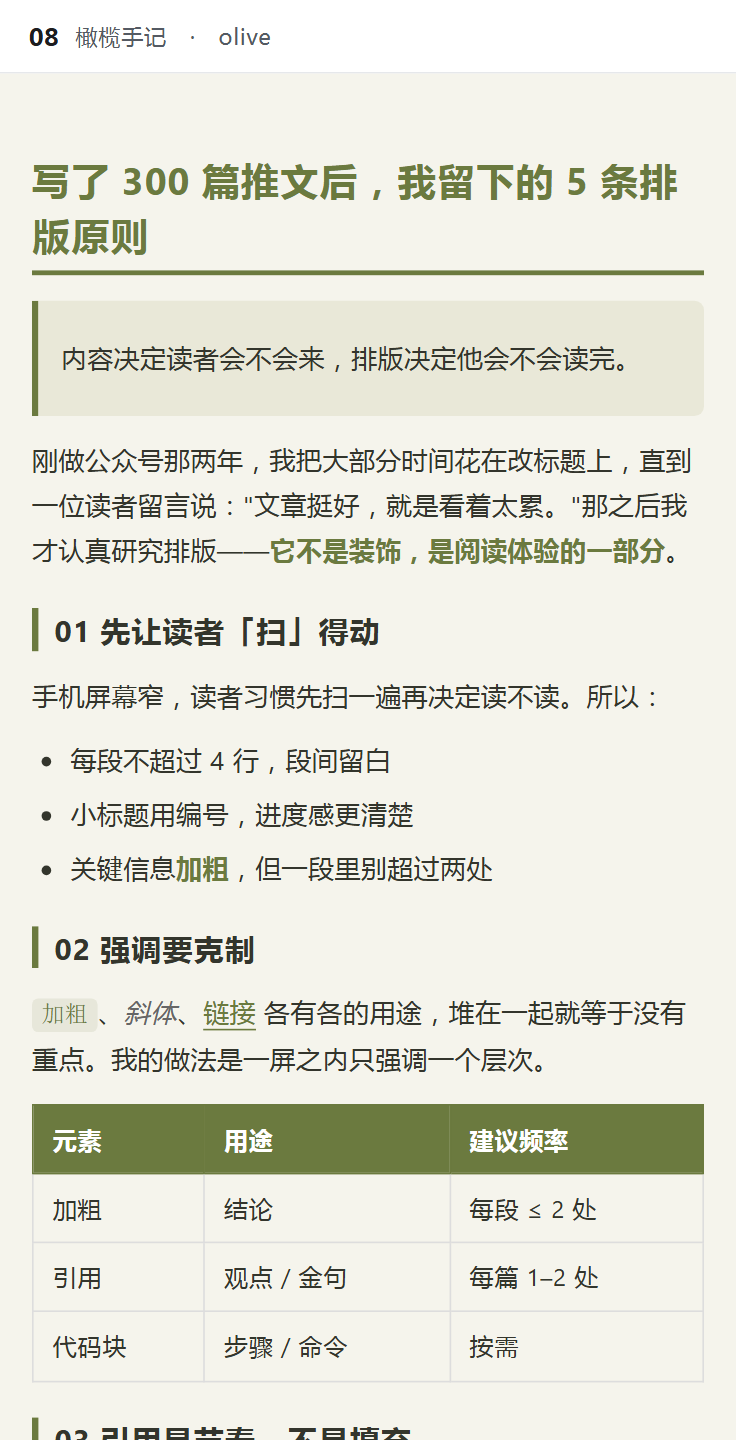 08 橄榄手记 · olive
写了 300 篇推文后，我留下的 5 条排
版原则
内容决定读者会不会来，排版决定他会不会读完。
刚做公众号那两年，我把大部分时间花在改标题上，直到
一位读者留言说："文章挺好，就是看着太累。"那之后我
才认真研究排版——它不是装饰，是阅读体验的一部分。
01 先让读者「扫」得动
手机屏幕窄，读者习惯先扫一遍再决定读不读。所以：
• 每段不超过 4 行，段间留白
• 小标题用编号，进度感更清楚
• 关键信息加粗，但一段里别超过两处
02 强调要克制
加粗、斜体、链接 各有各的用途，堆在一起就等于没有
重点。我的做法是一屏之内只强调一个层次。
元素 用途 建议频率
加粗 结论 每段 ≤ 2 处
引用 观点 / 金句 每篇 1–2 处
代码块 步骤 / 命令 按需
03 引用是节奏，不是填充